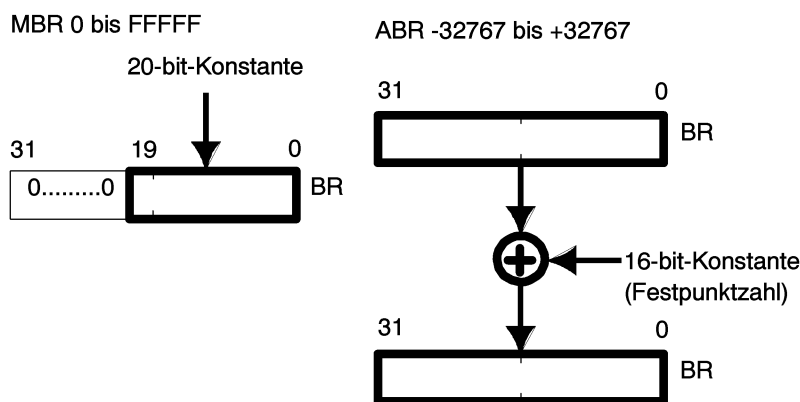 MBR 0 bis FFFFF
20-bit-Konstante
31 19 0
0.........0
BR
ABR -32767 bis +32767
31 0
BR
16-bit-Konstante
(Festpunktzahl)
31 0
BR